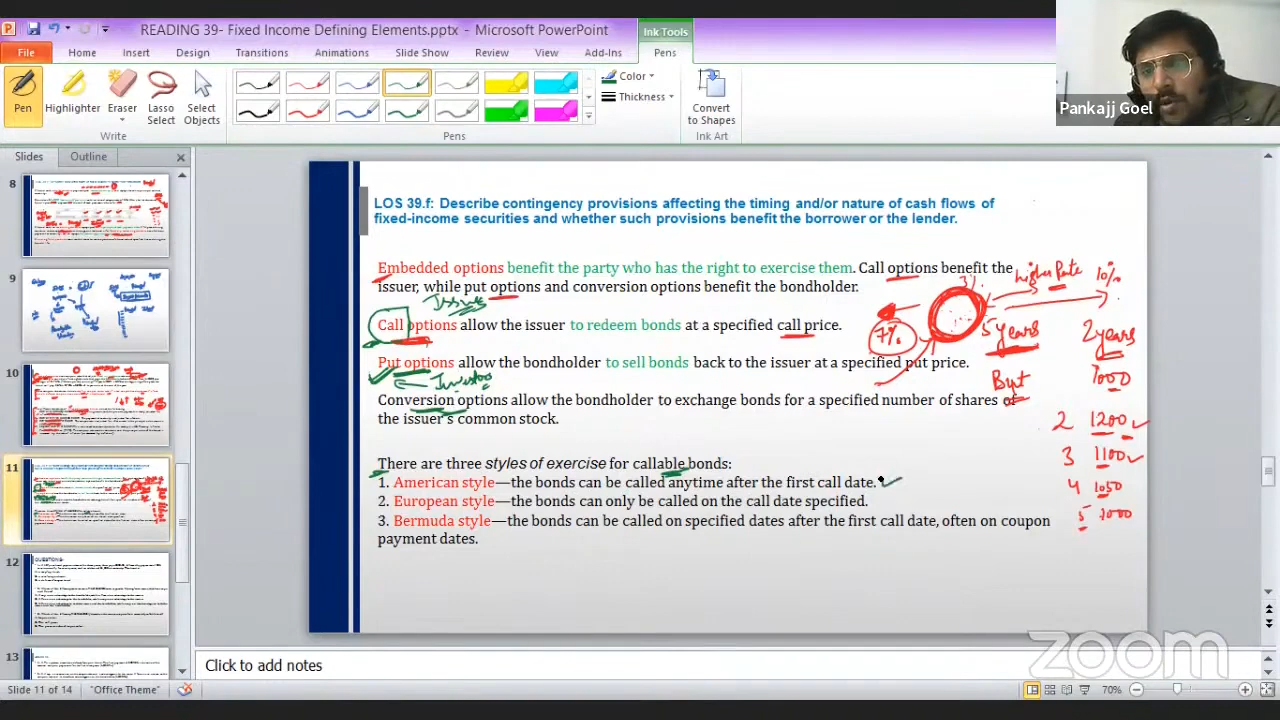 READING 39- Fixed Income Defining Elements.pptx - Microsoft PowerPoint
Ink Tools
File Home Insert Design Transitions Animations Slide Show Review View Add-Ins Pens
Pen Highlighter Eraser Lasso Select Select Objects
Color
Thickness
Convert to Shapes
Write Pens Ink Art
Pankajj Goel
Slides Outline
8
9
10
11
12
13
LOS 39.f: Describe contingency provisions affecting the timing and/or nature of cash flows of
fixed-income securities and whether such provisions benefit the borrower or the lender.
Embedded options benefit the party who has the right to exercise them. Call options benefit the
issuer, while put options and conversion options benefit the bondholder.
Issuer
Call options allow the issuer to redeem bonds at a specified call price.
Put options allow the bondholder to sell bonds back to the issuer at a specified put price.
Investor
Conversion options allow the bondholder to exchange bonds for a specified number of shares of
the issuer's common stock.
There are three styles of exercise for callable bonds:
1. American style—the bonds can be called anytime after the first call date.
2. European style—the bonds can only be called on the call date specified.
3. Bermuda style—the bonds can be called on specified dates after the first call date, often on coupon
payment dates.
higher Rate 10%
7%
5 years 2 years
But 1000
2 1200
3 1100
4 1050
5 1000
zoom
Click to add notes
Slide 11 of 14 "Office Theme" 70%